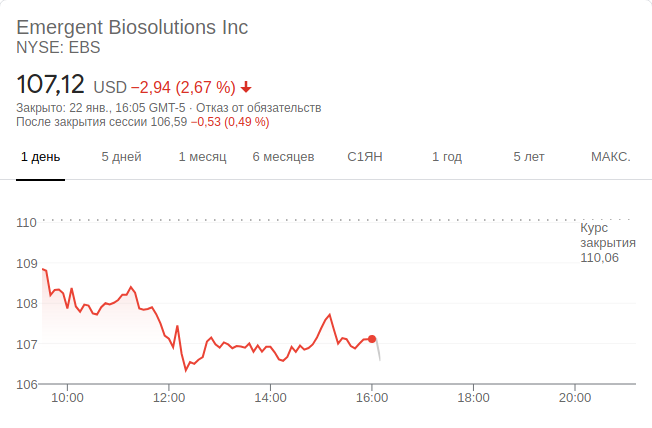 Emergent Biosolutions Inc
NYSE: EBS
107,12 USD −2,94 (2,67 %)
Закрыто: 22 янв., 16:05 GMT-5 · Отказ от обязательств
После закрытия сессии 106,59 −0,53 (0,49 %)
1 день 5 дней 1 месяц 6 месяцев С1ЯН 1 год 5 лет МАКС.
110
Курс
закрытия
110,06
109
108
107
106
10:00 12:00 14:00 16:00 18:00 20:00